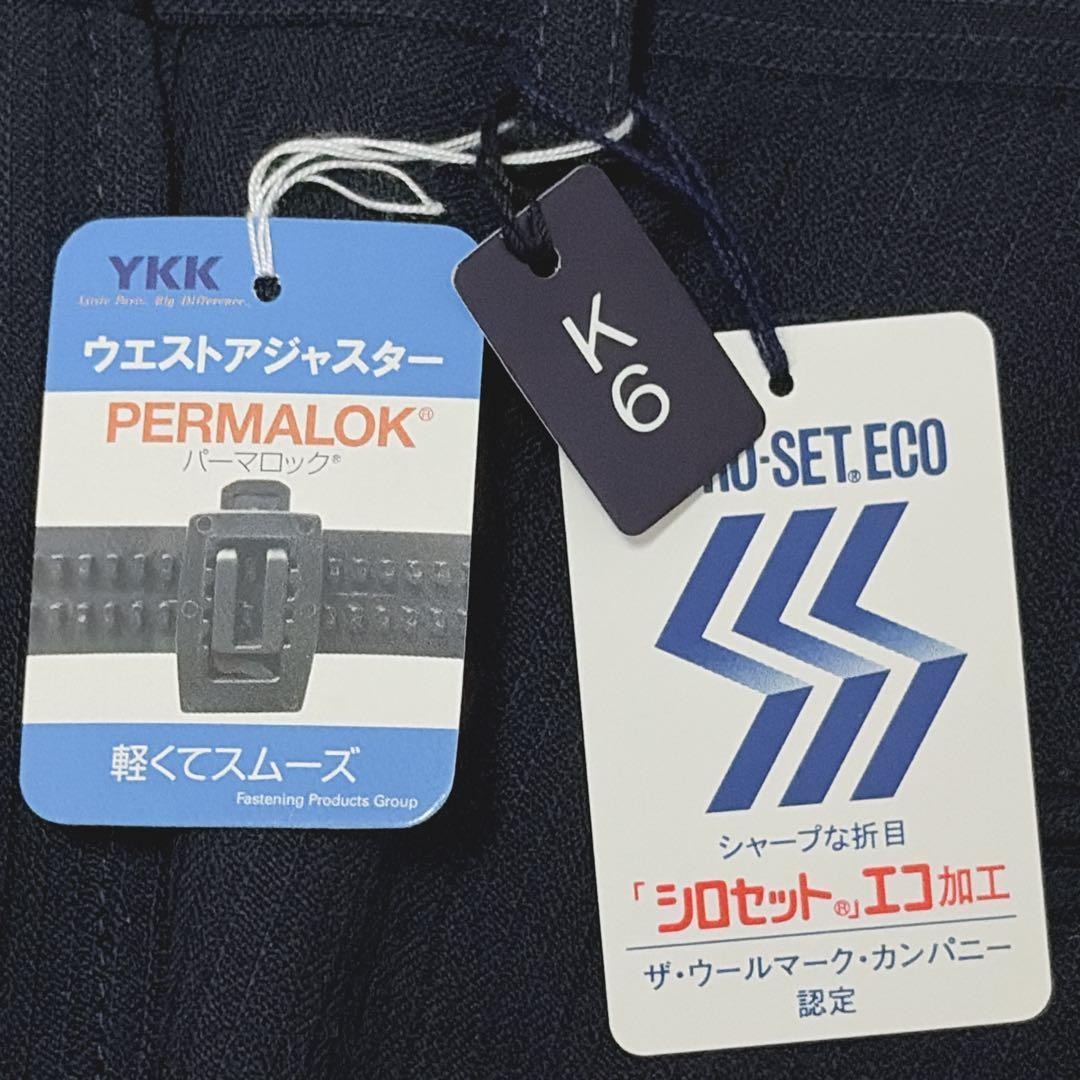 YKK
Little Parts. Big Difference.
ウエストアジャスター
PERMALOK®
パーマロック®
軽くてスムーズ
Fastening Products Group
K
6
-SET® ECO
シャープな折目
「シロセット®」エコ加工
ザ・ウールマーク・カンパニー
認定